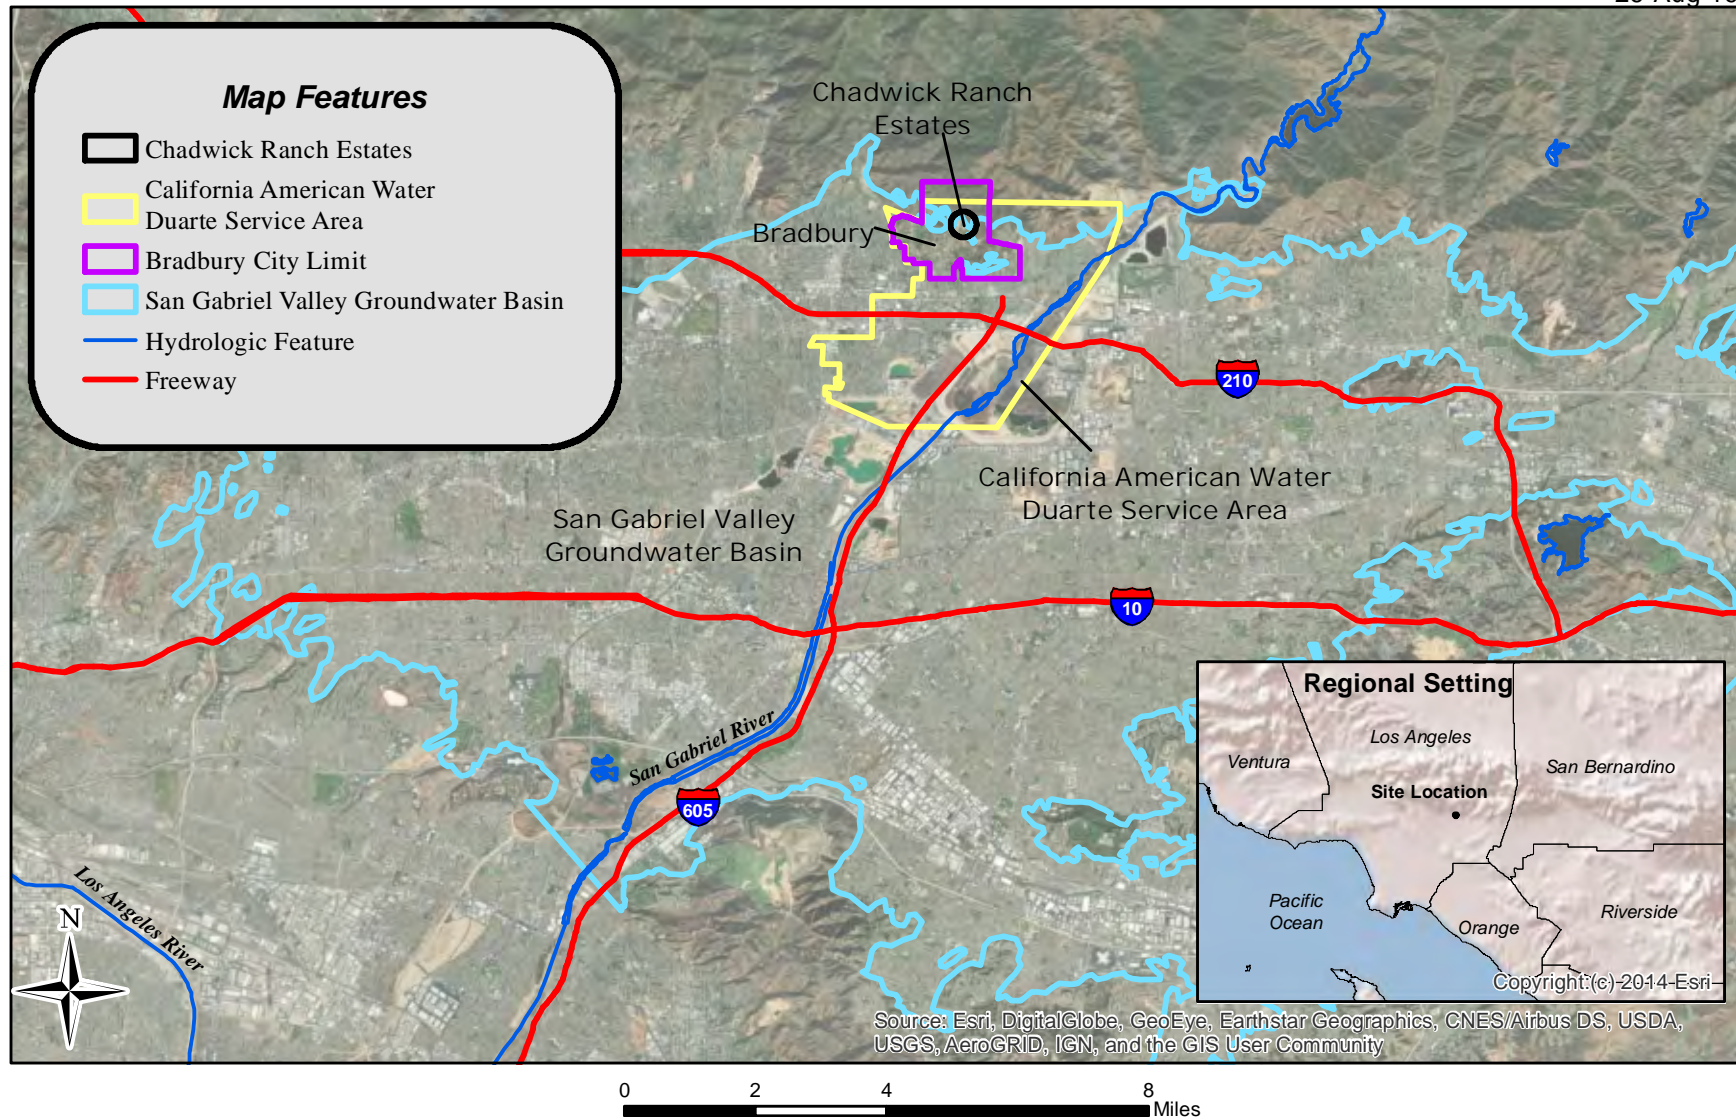 Map Features
Chadwick Ranch Estates
California American Water
Duarte Service Area
Bradbury City Limit
San Gabriel Valley Groundwater Basin
Hydrologic Feature
Freeway
Chadwick Ranch
Estates
Bradbury
210
California American Water
Duarte Service Area
San Gabriel Valley
Groundwater Basin
10
San Gabriel River
605
Los Angeles River
N
Regional Setting
Los Angeles
Ventura
San Bernardino
Site Location
Pacific
Ocean
Orange
Riverside
Copyright:(c) 2014 Esri
Source: Esri, DigitalGlobe, GeoEye, Earthstar Geographics, CNES/Airbus DS, USDA,
USGS, AeroGRID, IGN, and the GIS User Community
0 2 4 8
Miles